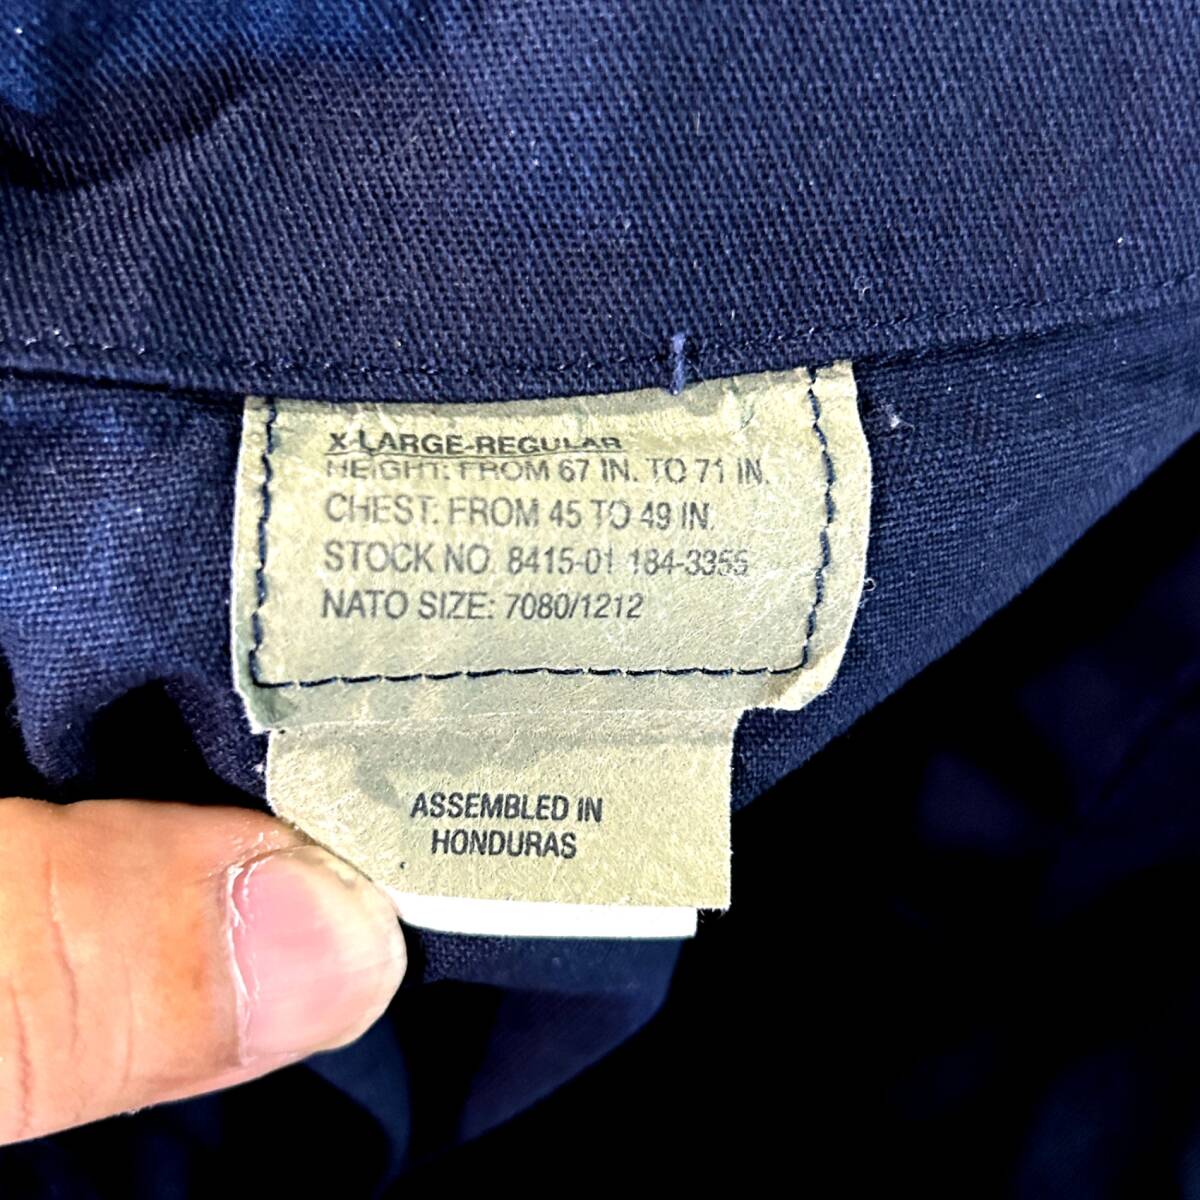 X-LARGE-REGULAR
HEIGHT: FROM 67 IN. TO 71 IN.
CHEST: FROM 45 TO 49 IN.
STOCK NO. 8415-01 184-3355
NATO SIZE: 7080/1212
ASSEMBLED IN
HONDURAS